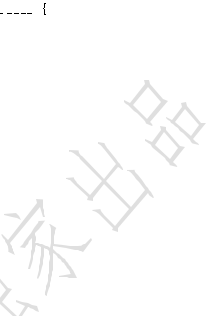 _ _ _ _ _ {
家出品